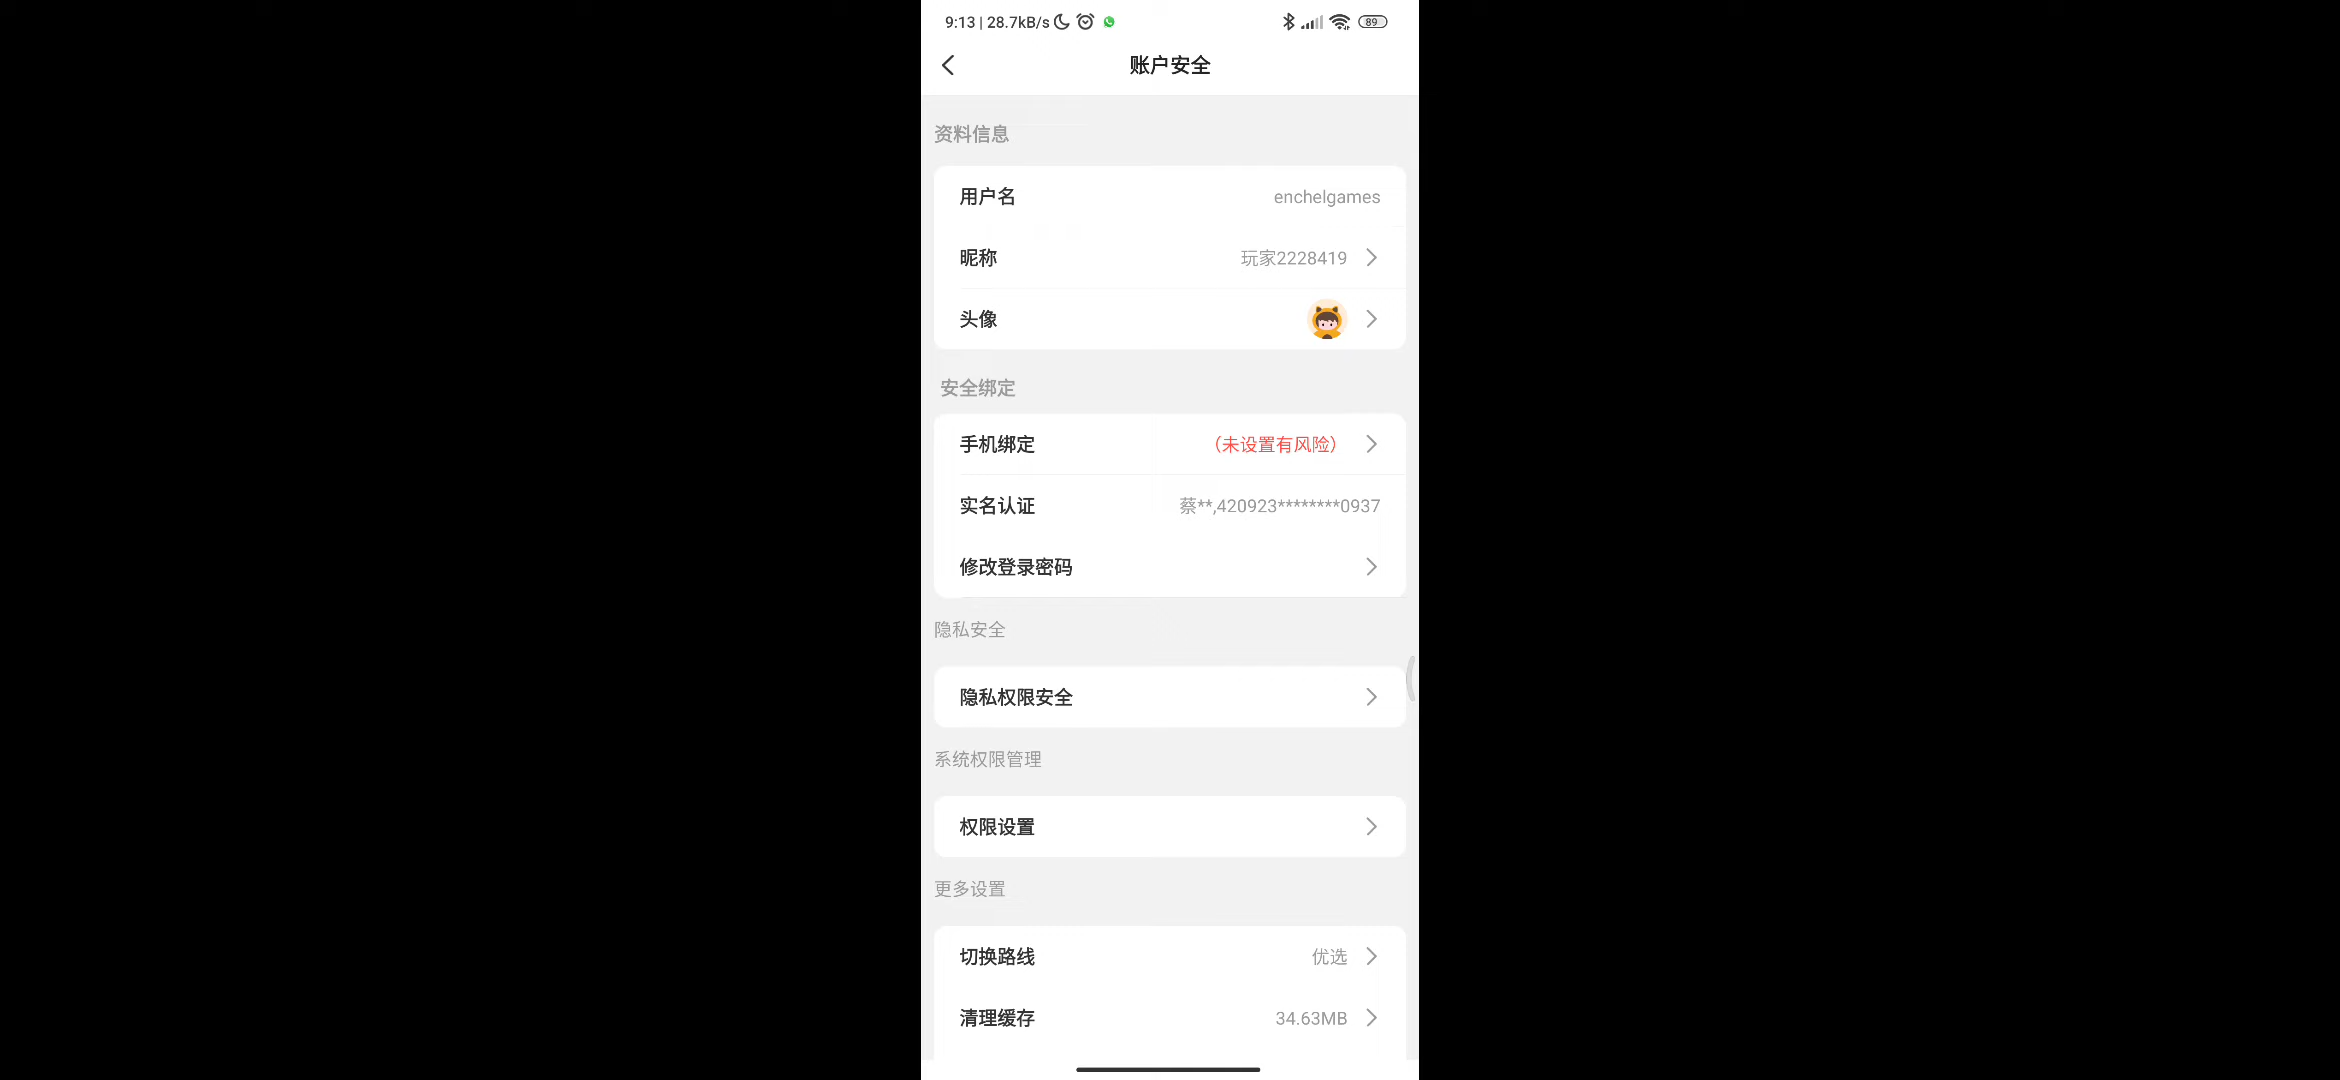 9:13 | 28.7kB/s
89
账户安全
资料信息
用户名 enchelgames
昵称 玩家2228419
头像
安全绑定
手机绑定 （未设置有风险）
实名认证 蔡**,420923********0937
修改登录密码
隐私安全
隐私权限安全
系统权限管理
权限设置
更多设置
切换路线 优选
清理缓存 34.63MB